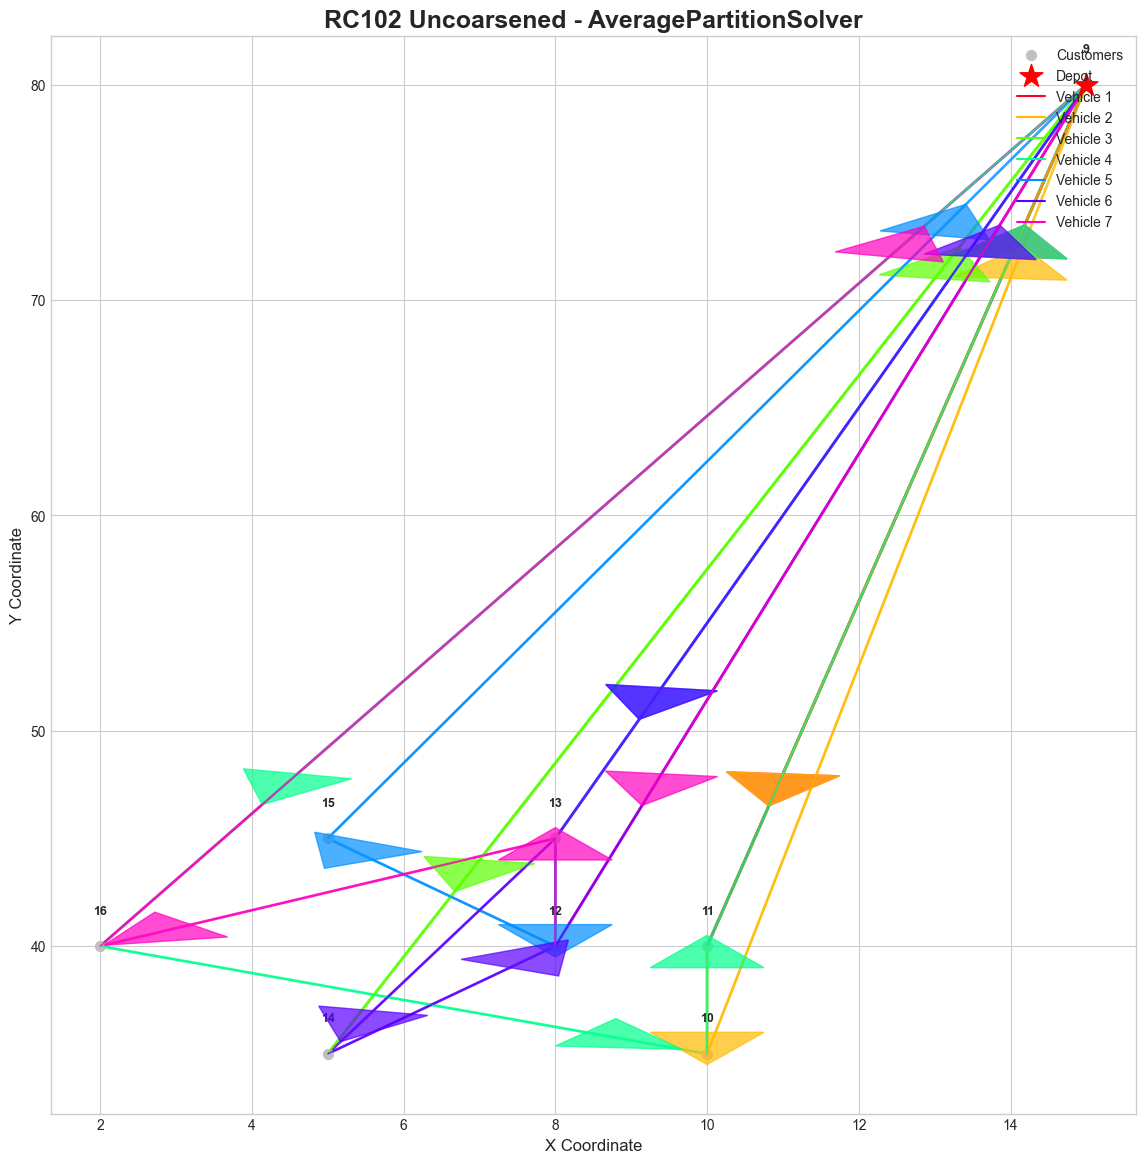 RC102 Uncoarsened - AveragePartitionSolver
9
Customers
Depot
Vehicle 1
Vehicle 2
Vehicle 3
Vehicle 4
Vehicle 5
Vehicle 6
Vehicle 7
80
70
60
50
40
Y Coordinate
15
13
16
12
11
14
10
2
4
6
8
10
12
14
X Coordinate